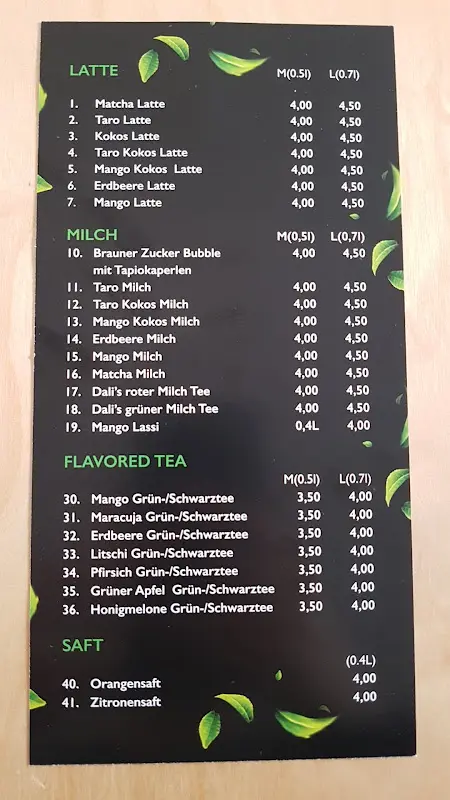 LATTE M(0.5l) L(0.7l)
1. Matcha Latte 4,00 4,50
2. Taro Latte 4,00 4,50
3. Kokos Latte 4,00 4,50
4. Taro Kokos Latte 4,00 4,50
5. Mango Kokos Latte 4,00 4,50
6. Erdbeere Latte 4,00 4,50
7. Mango Latte 4,00 4,50
MILCH M(0,5l) L(0,7l)
10. Brauner Zucker Bubble 4,00 4,50
mit Tapiokaperlen
11. Taro Milch 4,00 4,50
12. Taro Kokos Milch 4,00 4,50
13. Mango Kokos Milch 4,00 4,50
14. Erdbeere Milch 4,00 4,50
15. Mango Milch 4,00 4,50
16. Matcha Milch 4,00 4,50
17. Dali's roter Milch Tee 4,00 4,50
18. Dali's grüner Milch Tee 4,00 4,50
19. Mango Lassi 0,4L 4,00
FLAVORED TEA
M(0.5l) L(0.7l)
30. Mango Grün-/Schwarztee 3,50 4,00
31. Maracuja Grün-/Schwarztee 3,50 4,00
32. Erdbeere Grün-/Schwarztee 3,50 4,00
33. Litschi Grün-/Schwarztee 3,50 4,00
34. Pfirsich Grün-/Schwarztee 3,50 4,00
35. Grüner Apfel Grün-/Schwarztee 3,50 4,00
36. Honigmelone Grün-/Schwarztee 3,50 4,00
SAFT
(0.4L)
40. Orangensaft 4,00
41. Zitronensaft 4,00